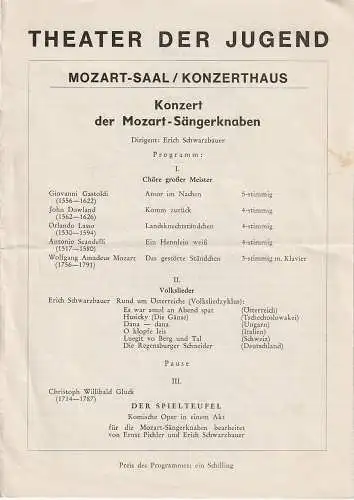 THEATER DER JUGEND
MOZART-SAAL / KONZERTHAUS
Konzert
der Mozart-Sängerknaben
Dirigent: Erich Schwarzbauer
Programm:
I.
Chöre großer Meister
Giovanni Gastoldi Amor im Nachen 5-stimmig
(1556—1622)
John Dowland Komm zurück 4-stimmig
(1562—1626)
Orlando Lasso Landsknechtständchen 4-stimmig
(1530—1594)
Antonio Scandelli Ein Hennlein weiß 4-stimmig
(1517—1580)
Wolfgang Amadeus Mozart Das gestörte Ständchen 3-stimmig m. Klavier
(1756—1791)
II.
Volkslieder
Erich Schwarzbauer Rund um Österreich (Volksliedzyklus):
Es war amol an Abend spat (Österreich)
Husicky (Die Gänse) (Tschechoslowakei)
Dana — dana (Ungarn)
O klopfe leis (Italien)
Luegit vo Berg und Tal (Schweiz)
Die Regensburger Schneider (Deutschland)
Pause
III.
Christoph Willibald Gluck
(1714—1787)
DER SPIELTEUFEL
Komische Oper in einem Akt
für die Mozart-Sängerknaben bearbeitet
von Ernst Pichler und Erich Schwarzbauer
Preis des Programmes: ein Schilling